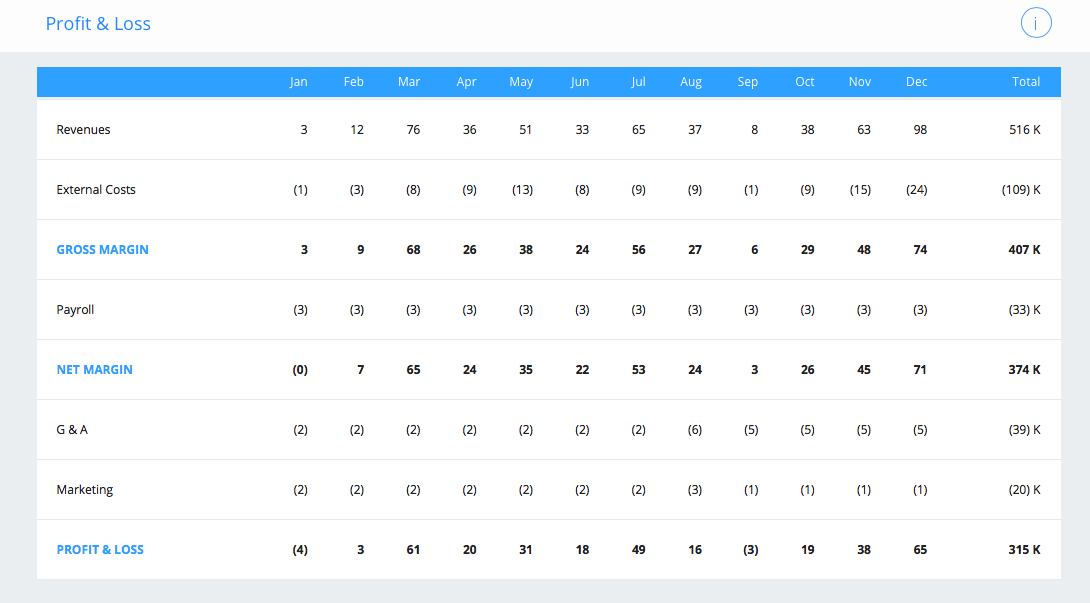 Profit & Loss
i
Jan Feb Mar Apr May Jun Jul Aug Sep Oct Nov Dec Total
Revenues 3 12 76 36 51 33 65 37 8 38 63 98 516 K
External Costs (1) (3) (8) (9) (13) (8) (9) (9) (1) (9) (15) (24) (109) K
GROSS MARGIN 3 9 68 26 38 24 56 27 6 29 48 74 407 K
Payroll (3) (3) (3) (3) (3) (3) (3) (3) (3) (3) (3) (3) (33) K
NET MARGIN (0) 7 65 24 35 22 53 24 3 26 45 71 374 K
G & A (2) (2) (2) (2) (2) (2) (2) (6) (5) (5) (5) (5) (39) K
Marketing (2) (2) (2) (2) (2) (2) (2) (3) (1) (1) (1) (1) (20) K
PROFIT & LOSS (4) 3 61 20 31 18 49 16 (3) 19 38 65 315 K